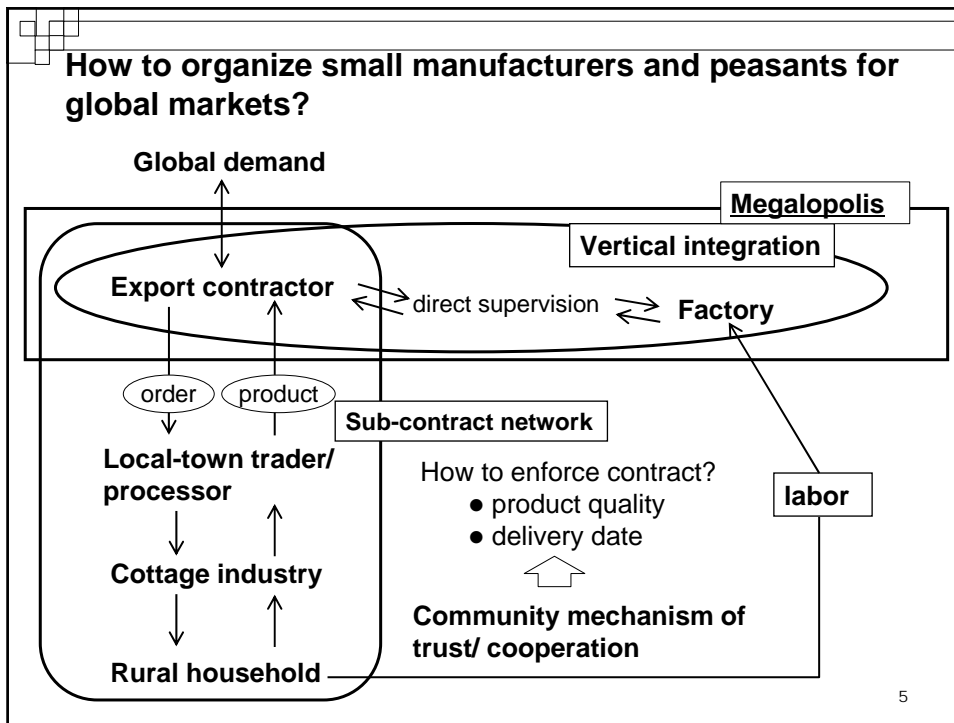 How to organize small manufacturers and peasants for
global markets?
Global demand
Megalopolis
Vertical integration
Export contractor
direct supervision
Factory
order
product
Sub-contract network
Local-town trader/
processor
How to enforce contract?
● product quality
● delivery date
labor
Cottage industry
Community mechanism of
trust/ cooperation
Rural household
5